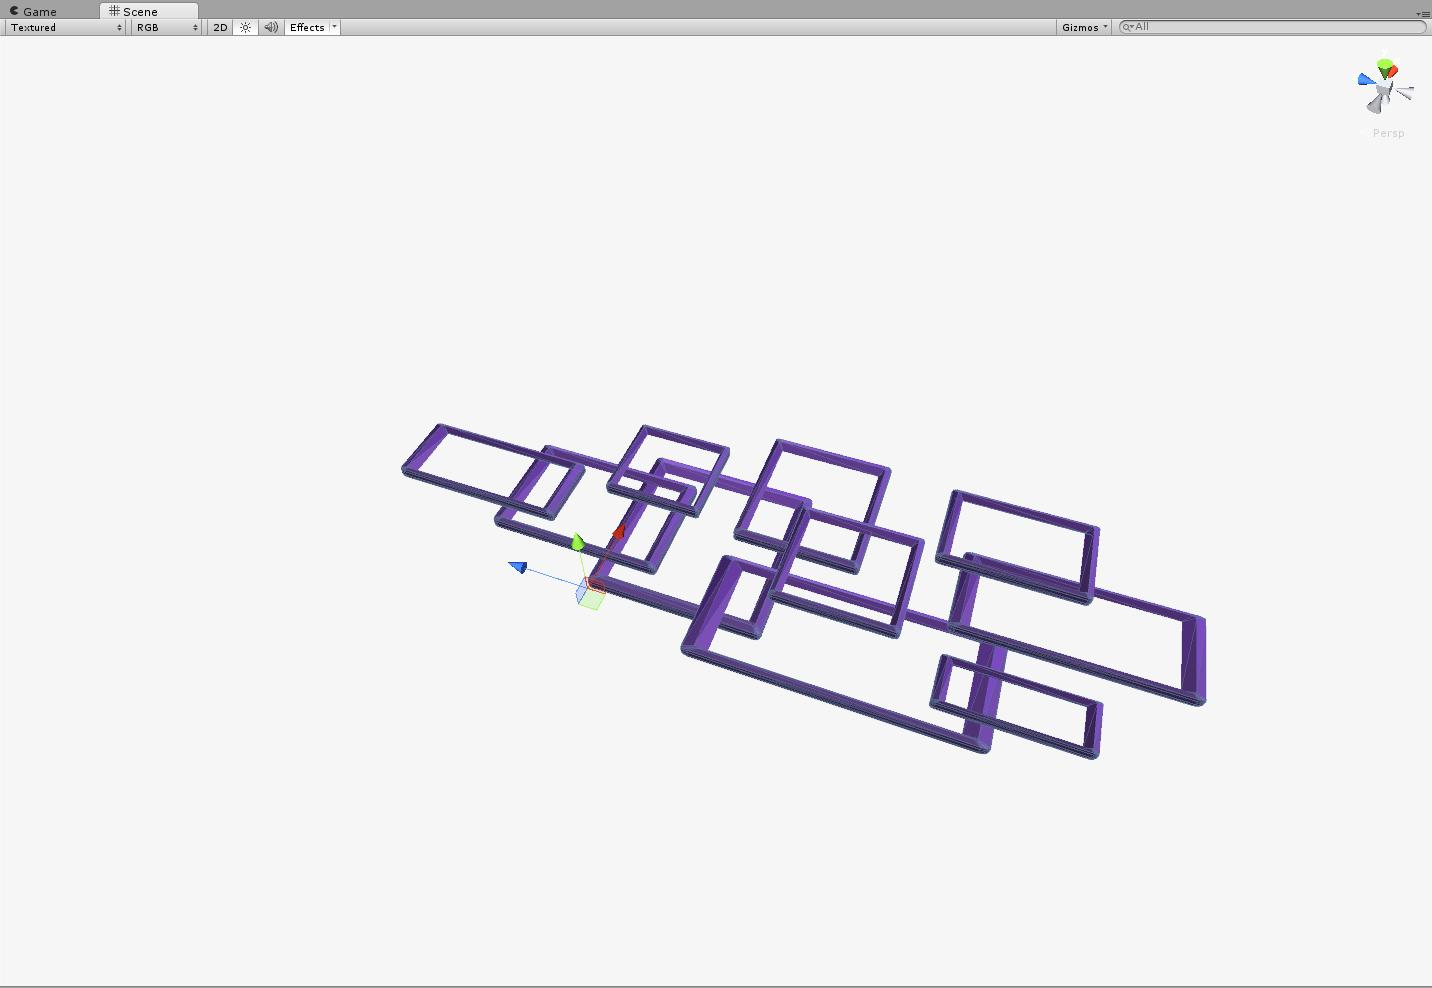 Game Scene
Textured RGB 2D Effects Gizmos All
y
Persp